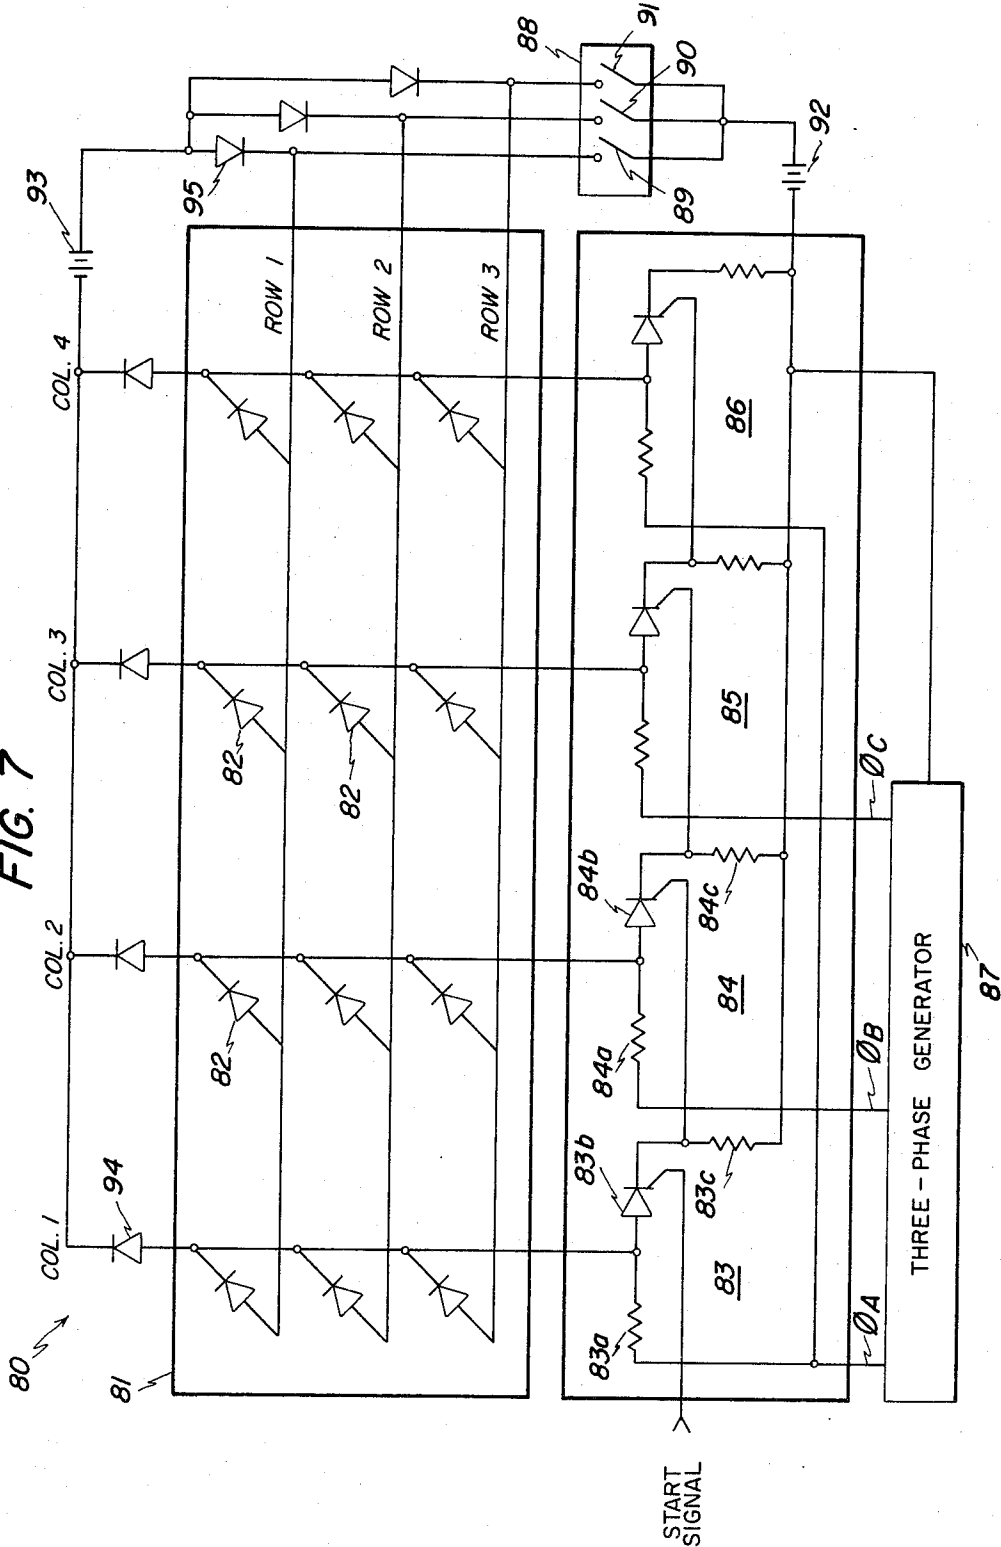 FIG. 7
80
COL. 1
COL. 2
COL. 3
COL. 4
93
94
95
81
82
82
82
ROW 1
ROW 2
ROW 3
88
91
90
89
92
83a
83b
83c
83
84a
84b
84c
84
85
86
START
SIGNAL
ØA
ØB
ØC
THREE-PHASE GENERATOR
87